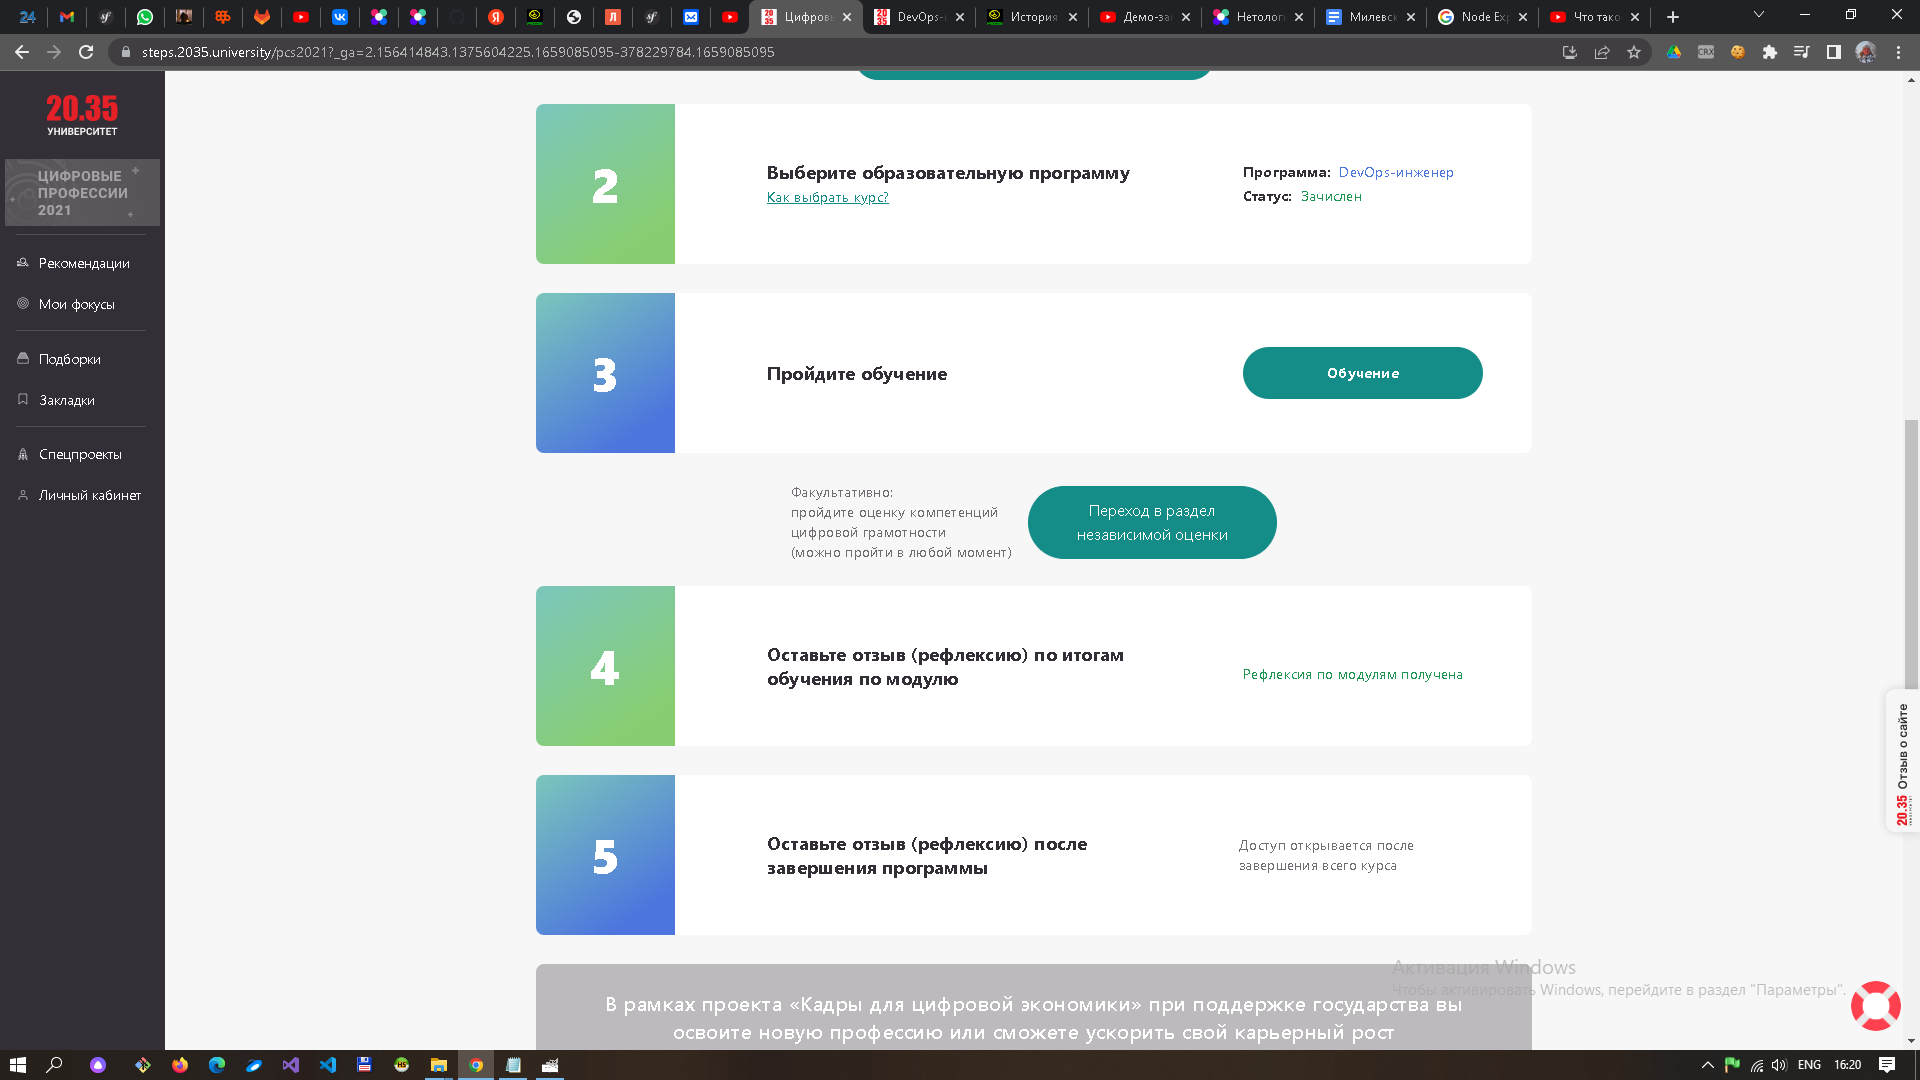 Цифров
DevOps-
История
Демо-за
Нетолог
Милевс
Node Ex
Что тако
steps.2035.university/pcs2021?_ga=2.156414843.1375604225.1659085095-378229784.1659085095
20.35
УНИВЕРСИТЕТ
ЦИФРОВЫЕ
ПРОФЕССИИ
2021
Рекомендации
Мои фокусы
Подборки
Закладки
Спецпроекты
Личный кабинет
2
Выберите образовательную программу
Как выбрать курс?
Программа: DevOps-инженер
Статус: Зачислен
3
Пройдите обучение
Обучение
Факультативно:
пройдите оценку компетенций
цифровой грамотности
(можно пройти в любой момент)
Переход в раздел
независимой оценки
4
Оставьте отзыв (рефлексию) по итогам
обучения по модулю
Рефлексия по модулям получена
5
Оставьте отзыв (рефлексию) после
завершения программы
Доступ открывается после
завершения всего курса
20.35 Отзыв о сайте
В рамках проекта «Кадры для цифровой экономики» при поддержке государства вы
освоите новую профессию или сможете ускорить свой карьерный рост
Активация Windows
Чтобы активировать Windows, перейдите в раздел "Параметры".
ENG
16:20